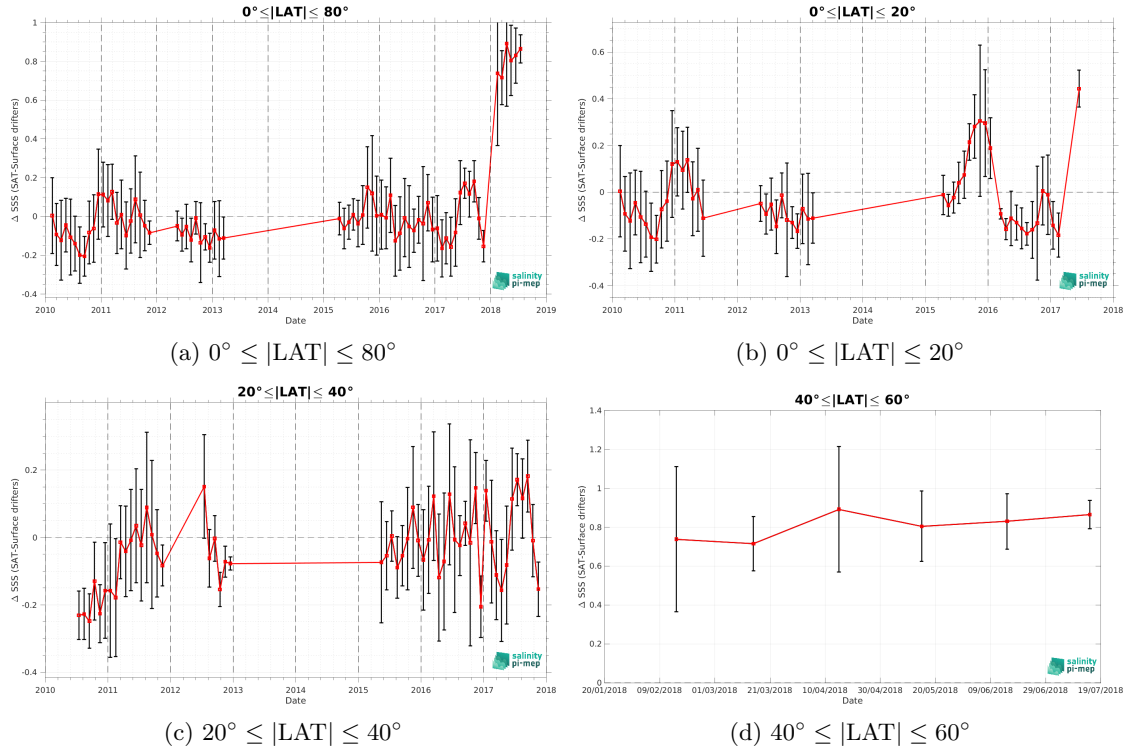 0°≤|LAT|≤ 80°
Δ SSS (SAT-Surface drifters)
1
0.8
0.6
0.4
0.2
0
-0.2
-0.4
2010 2011 2012 2013 2014 2015 2016 2017 2018 2019
Date
salinity
pi-mep
(a) 0° ≤ |LAT| ≤ 80°
0°≤|LAT|≤ 20°
Δ SSS (SAT-Surface drifters)
0.6
0.4
0.2
0
-0.2
-0.4
2010 2011 2012 2013 2014 2015 2016 2017 2018
Date
salinity
pi-mep
(b) 0° ≤ |LAT| ≤ 20°
20°≤|LAT|≤ 40°
Δ SSS (SAT-Surface drifters)
0.2
0
-0.2
-0.4
2010 2011 2012 2013 2014 2015 2016 2017 2018
Date
salinity
pi-mep
(c) 20° ≤ |LAT| ≤ 40°
40°≤|LAT|≤ 60°
Δ SSS (SAT-Surface drifters)
1.4
1.2
1
0.8
0.6
0.4
0.2
0
20/01/2018 09/02/2018 01/03/2018 21/03/2018 10/04/2018 30/04/2018 20/05/2018 09/06/2018 29/06/2018 19/07/2018
Date
salinity
pi-mep
(d) 40° ≤ |LAT| ≤ 60°